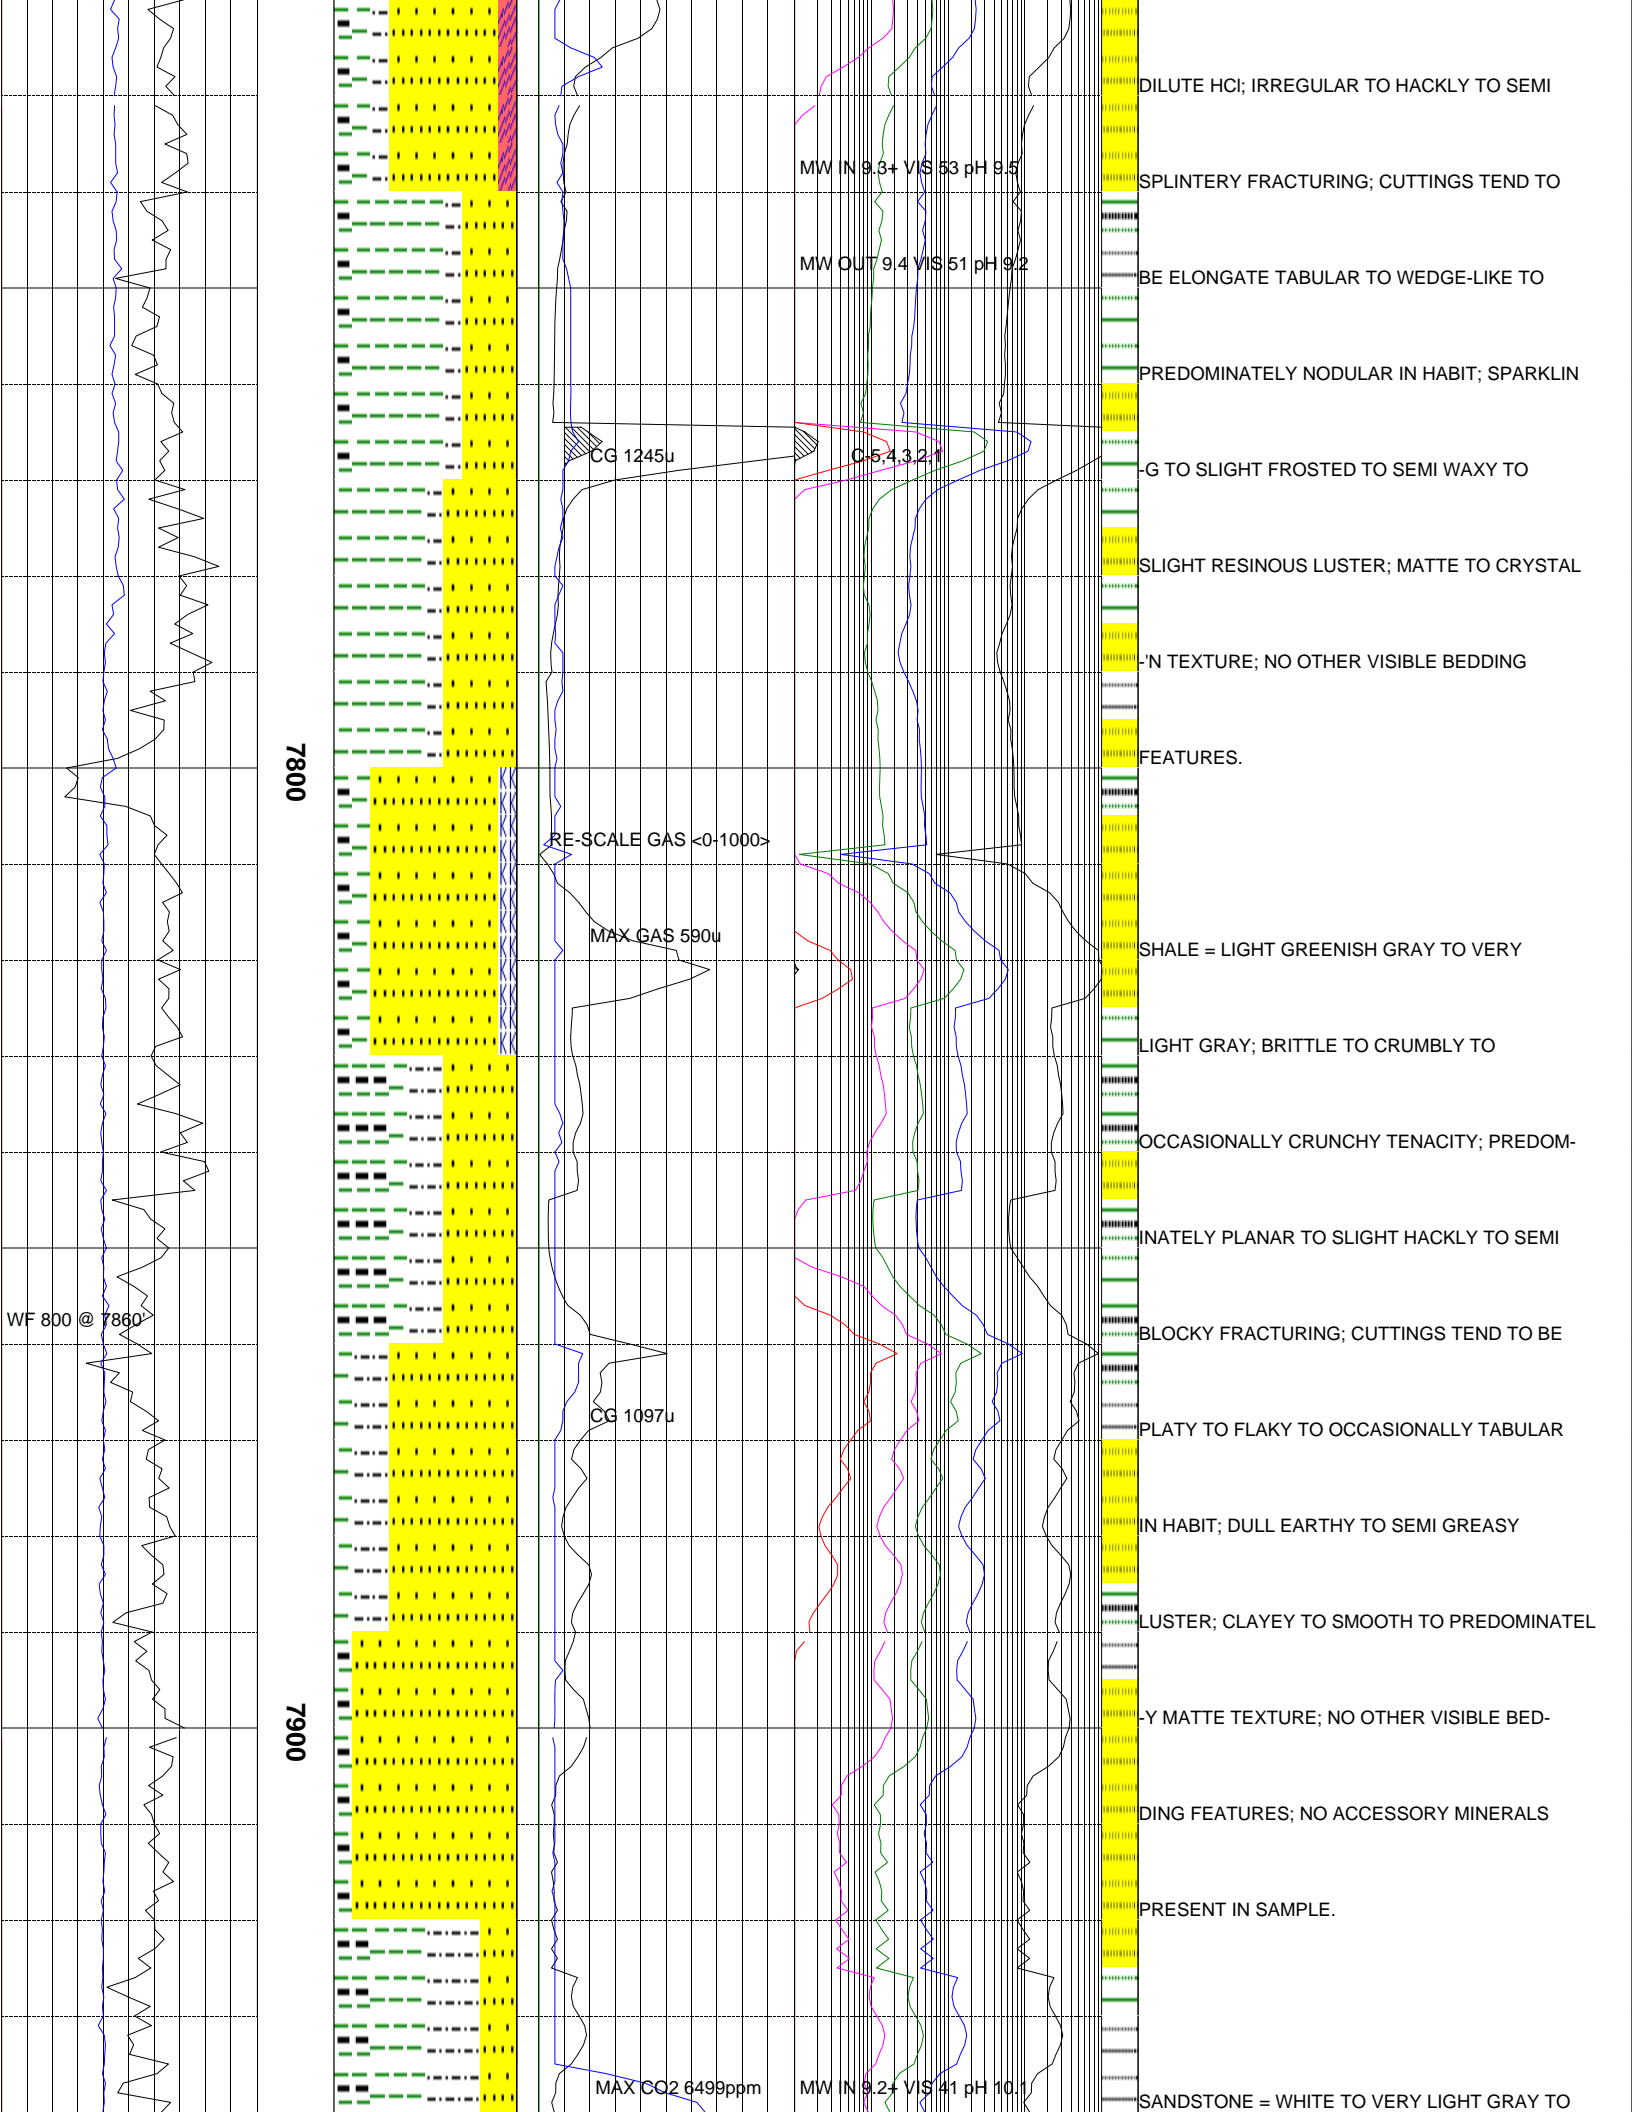 DILUTE HCl; IRREGULAR TO HACKLY TO SEMI
MW IN 9.3+ VIS 53 pH 9.5
SPLINTERY FRACTURING; CUTTINGS TEND TO
MW OUT 9.4 VIS 51 pH 9.2
BE ELONGATE TABULAR TO WEDGE-LIKE TO
PREDOMINATELY NODULAR IN HABIT; SPARKLIN
CG 1245u
C-5,4,3,2,1
-G TO SLIGHT FROSTED TO SEMI WAXY TO
SLIGHT RESINOUS LUSTER; MATTE TO CRYSTAL
-'N TEXTURE; NO OTHER VISIBLE BEDDING
7800
FEATURES.
RE-SCALE GAS <0-1000>
MAX GAS 590u
SHALE = LIGHT GREENISH GRAY TO VERY
LIGHT GRAY; BRITTLE TO CRUMBLY TO
OCCASIONALLY CRUNCHY TENACITY; PREDOM-
INATELY PLANAR TO SLIGHT HACKLY TO SEMI
WF 800 @ 7860'
BLOCKY FRACTURING; CUTTINGS TEND TO BE
CG 1097u
PLATY TO FLAKY TO OCCASIONALLY TABULAR
IN HABIT; DULL EARTHY TO SEMI GREASY
LUSTER; CLAYEY TO SMOOTH TO PREDOMINATEL
7900
-Y MATTE TEXTURE; NO OTHER VISIBLE BED-
DING FEATURES; NO ACCESSORY MINERALS
PRESENT IN SAMPLE.
MAX CO2 6499ppm
MW IN 9.2+ VIS 41 pH 10.1
SANDSTONE = WHITE TO VERY LIGHT GRAY TO